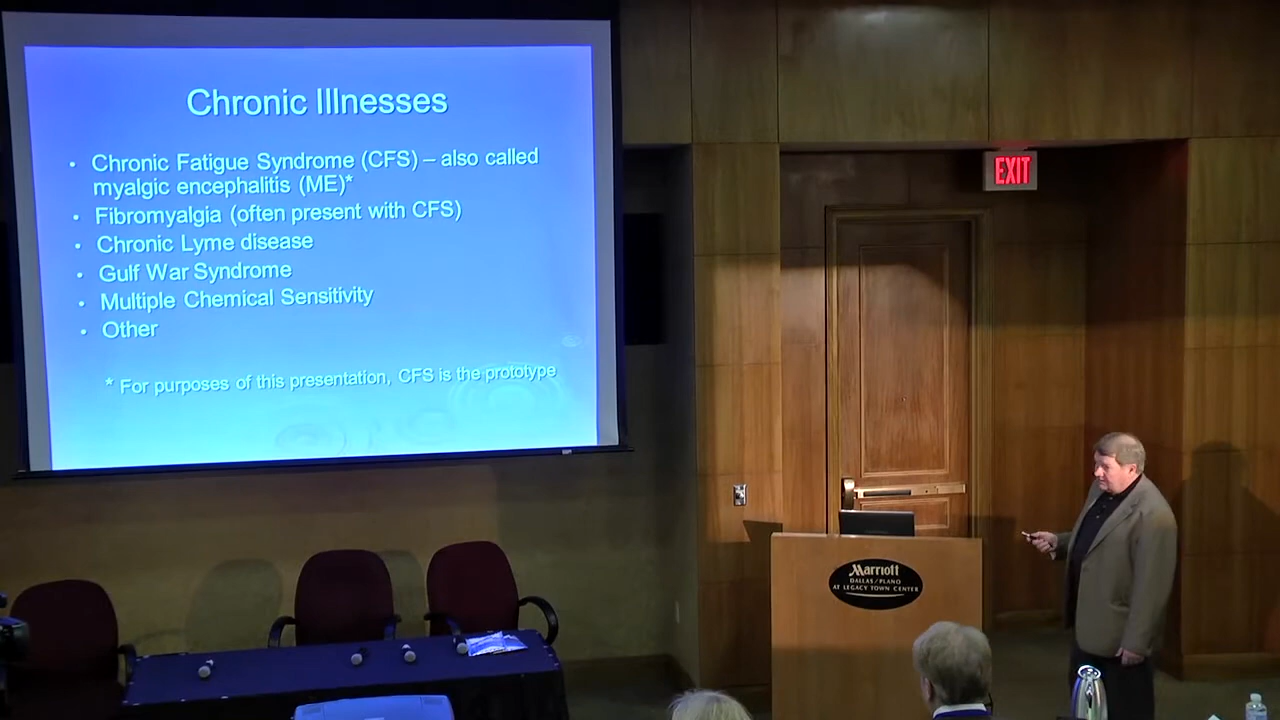 Chronic Illnesses
• Chronic Fatigue Syndrome (CFS) – also called
myalgic encephalitis (ME)*
• Fibromyalgia (often present with CFS)
• Chronic Lyme disease
• Gulf War Syndrome
• Multiple Chemical Sensitivity
• Other
* For purposes of this presentation, CFS is the prototype
EXIT
Marriott
DALLAS/PLANO
AT LEGACY TOWN CENTER